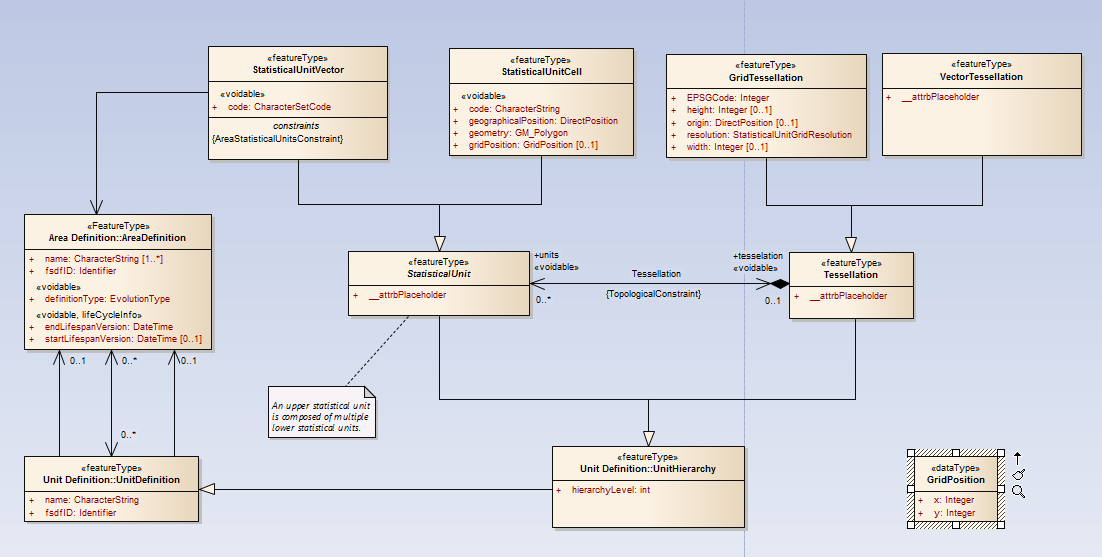 «featureType»
StatisticalUnitVector
«voidable»
+ code: CharacterSetCode
constraints
{AreaStatisticalUnitsConstraint}
«featureType»
StatisticalUnitCell
«voidable»
+ code: CharacterString
+ geographicalPosition: DirectPosition
+ geometry: GM_Polygon
+ gridPosition: GridPosition [0..1]
«featureType»
GridTessellation
+ EPSGCode: Integer
+ height: Integer [0..1]
+ origin: DirectPosition [0..1]
+ resolution: StatisticalUnitGridResolution
+ width: Integer [0..1]
«featureType»
VectorTessellation
+ __attrbPlaceholder
«FeatureType»
Area Definition::AreaDefinition
+ name: CharacterString [1..*]
+ fsdfID: Identifier
«voidable»
+ definitionType: EvolutionType
«voidable, lifeCycleInfo»
+ endLifespanVersion: DateTime
+ startLifespanVersion: DateTime [0..1]
«featureType»
StatisticalUnit
+ __attrbPlaceholder
+units
«voidable»
0..*
Tessellation
{TopologicalConstraint}
+tesselation
«voidable»
0..1
«featureType»
Tessellation
+ __attrbPlaceholder
0..1
0..*
0..1
0..*
An upper statistical unit
is composed of multiple
lower statistical units.
«featureType»
Unit Definition::UnitDefinition
+ name: CharacterString
+ fsdfID: Identifier
«featureType»
Unit Definition::UnitHierarchy
+ hierarchyLevel: int
«dataType»
GridPosition
+ x: Integer
+ y: Integer